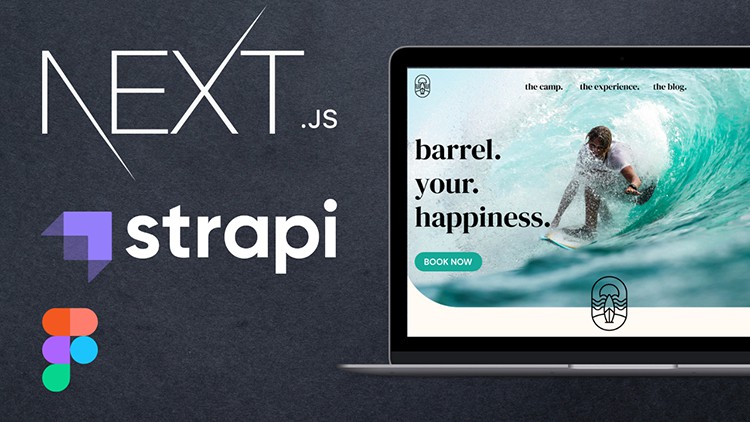 NEXT.JS
strapi
the camp. the experience. the blog.
barrel.
your.
happiness.
BOOK NOW